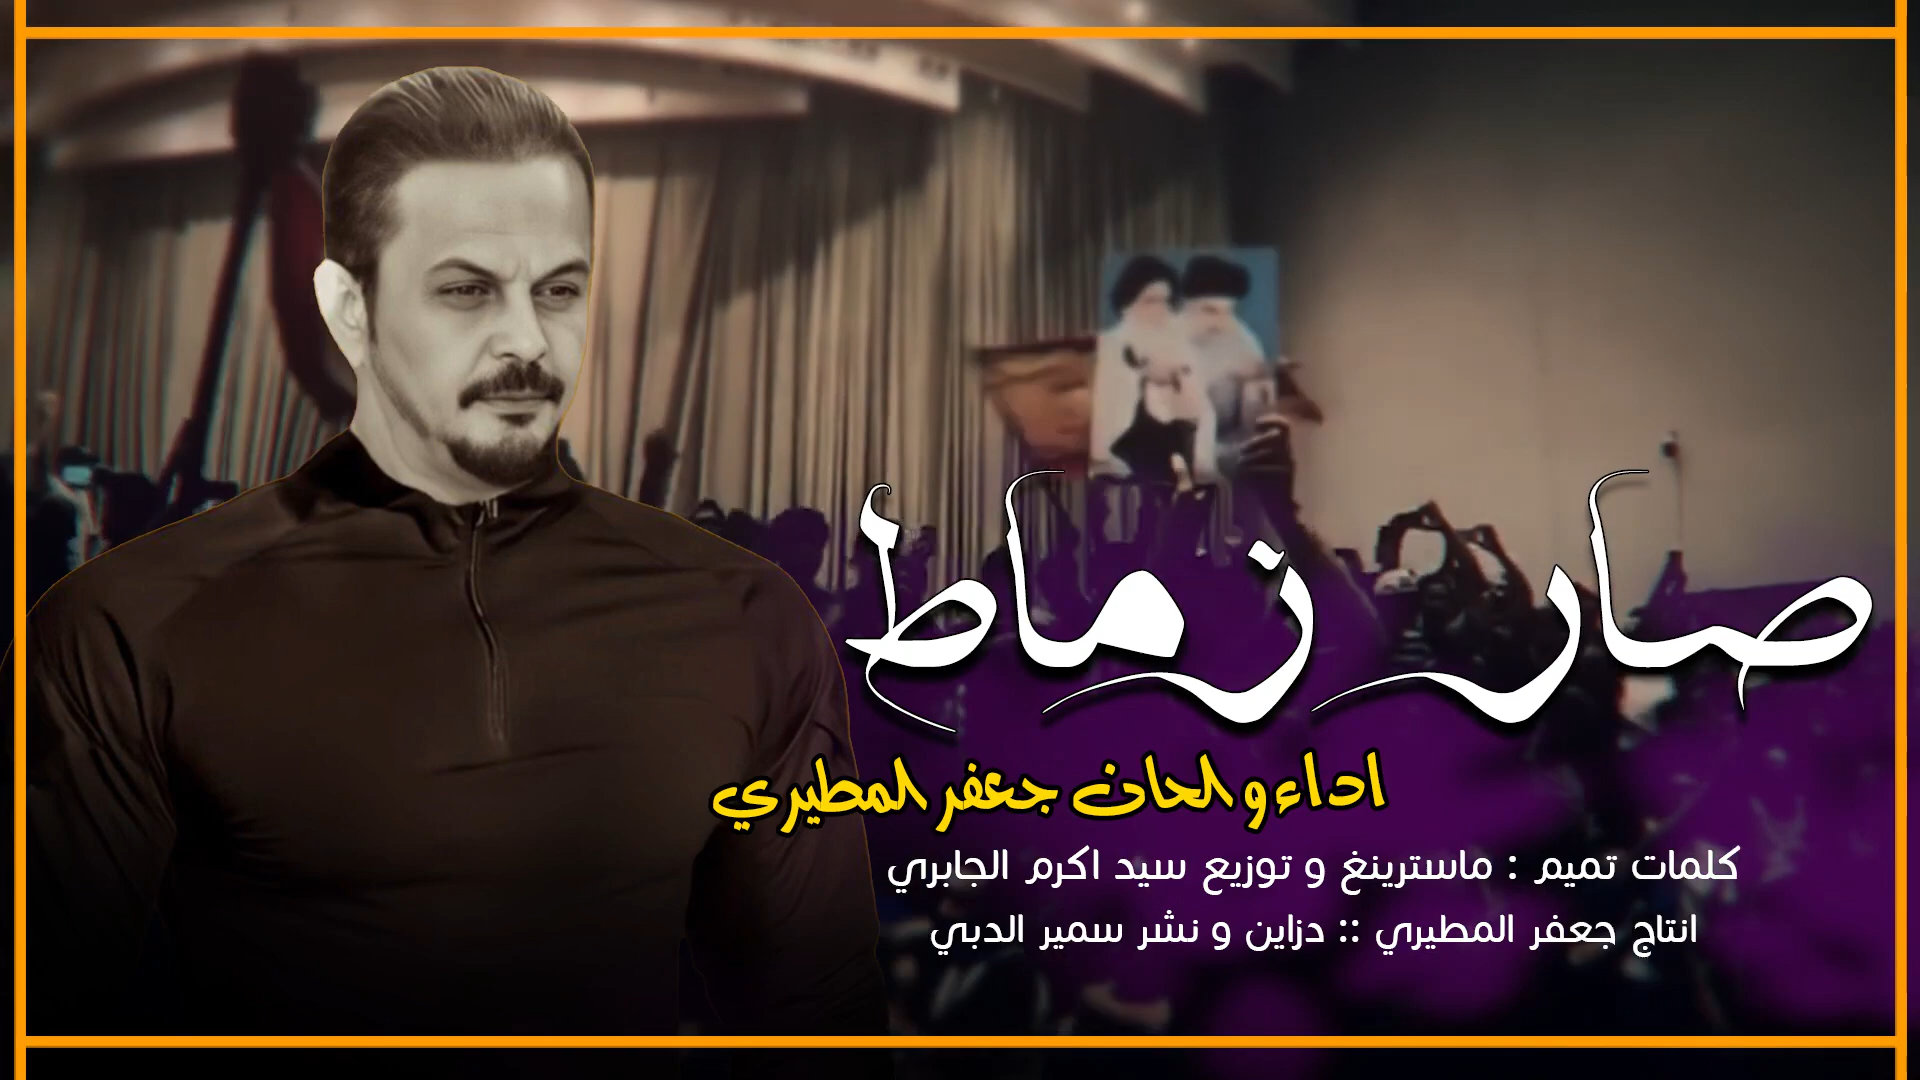 صار زماط
اداء و الحان جعفر المطيري
كلمات تميم : ماسترينغ و توزيع سيد اكرم الجابري
انتاج جعفر المطيري :: دزاين و نشر سمير الدبي